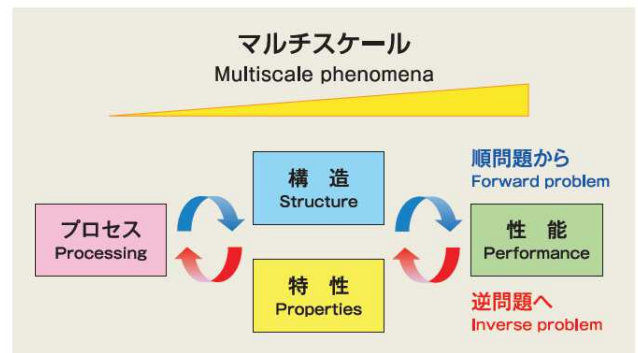 マルチスケール
Multiscale phenomena
構 造
Structure
順問題から
Forward problem
プロセス
Processing
性 能
Performance
特 性
Properties
逆問題へ
Inverse problem